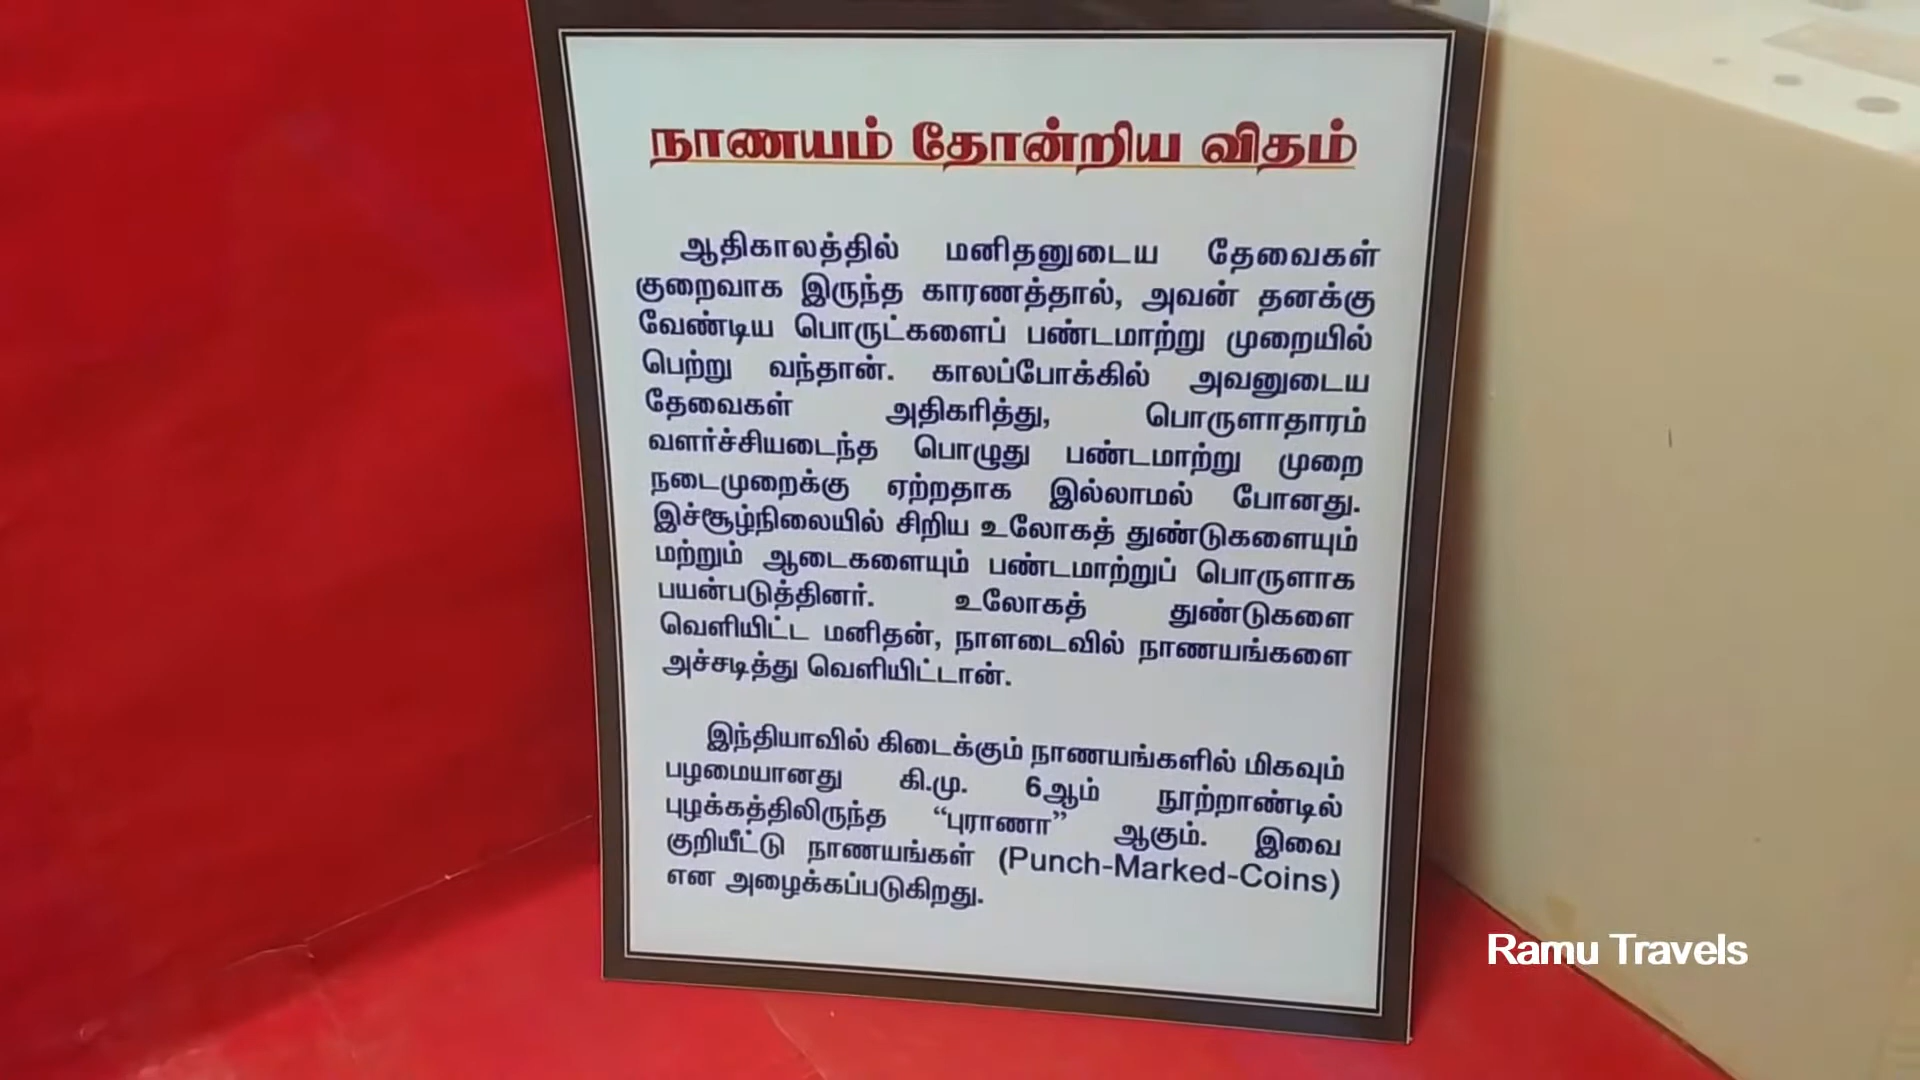 நாணயம் தோன்றிய விதம்
ஆதிகாலத்தில் மனிதனுடைய தேவைகள்
குறைவாக இருந்த காரணத்தால், அவன் தனக்கு
வேண்டிய பொருட்களைப் பண்டமாற்று முறையில்
பெற்று வந்தான். காலப்போக்கில் அவனுடைய
தேவைகள் அதிகரித்து, பொருளாதாரம்
வளர்ச்சியடைந்த பொழுது பண்டமாற்று முறை
நடைமுறைக்கு ஏற்றதாக இல்லாமல் போனது.
இச்சூழ்நிலையில் சிறிய உலோகத் துண்டுகளையும்
மற்றும் ஆடைகளையும் பண்டமாற்றுப் பொருளாக
பயன்படுத்தினர். உலோகத் துண்டுகளை
வெளியிட்ட மனிதன், நாளடைவில் நாணயங்களை
அச்சடித்து வெளியிட்டான்.
இந்தியாவில் கிடைக்கும் நாணயங்களில் மிகவும்
பழமையானது கி.மு. 6ஆம் நூற்றாண்டில்
புழக்கத்திலிருந்த “புராணா” ஆகும். இவை
குறியீட்டு நாணயங்கள் (Punch-Marked-Coins)
என அழைக்கப்படுகிறது.
Ramu Travels